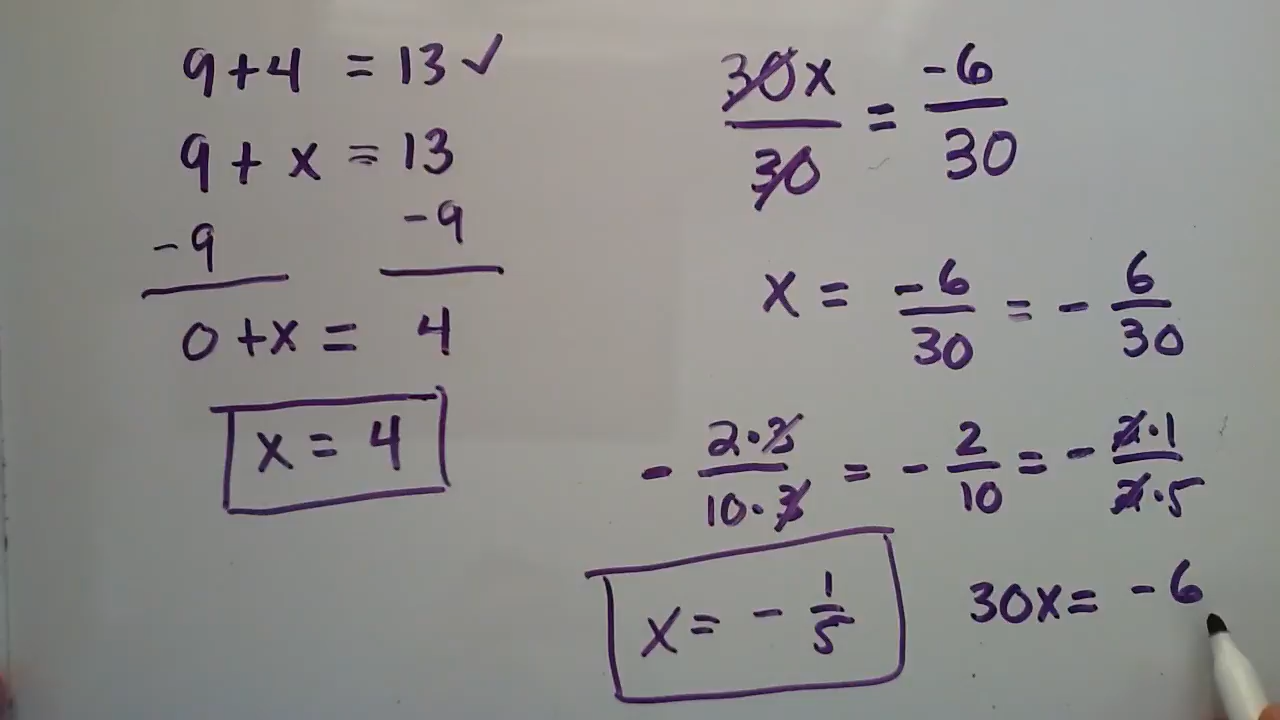 9+4 = 13 ✓
9 + x = 13
-9 -9
0 + x = 4
x = 4
30x/30 = -6/30
x = -6/30 = - 6/30
- 2·3/10·3 = - 2/10 = - 2·1/2·5
x = - 1/5
30x = -6